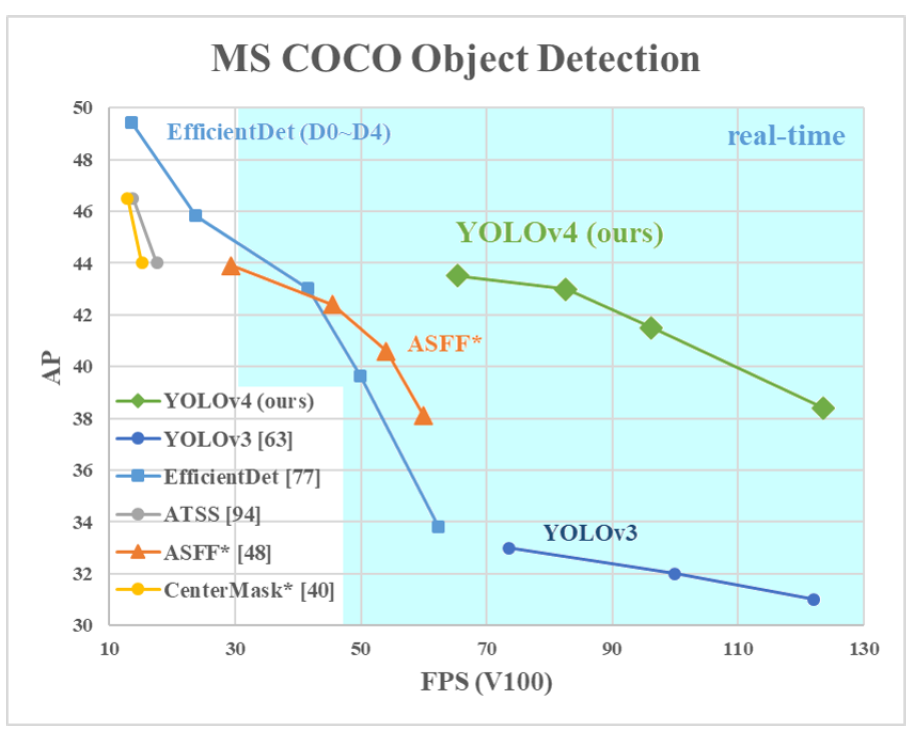 MS COCO Object Detection
50
48
46
44
42
40
38
36
34
32
30
AP
EfficientDet (D0~D4)
real-time
YOLOv4 (ours)
ASFF*
YOLOv3
YOLOv4 (ours)
YOLOv3 [63]
EfficientDet [77]
ATSS [94]
ASFF* [48]
CenterMask* [40]
10 30 50 70 90 110 130
FPS (V100)